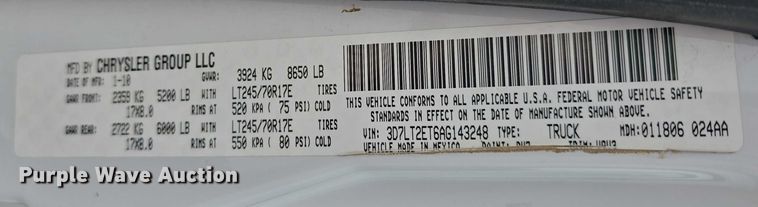 MFD BY CHRYSLER GROUP LLC
DATE OF MFD: 1-10 GVWR: 3924 KG 8650 LB
GAWR FRONT: 2359 KG 5200 LB WITH LT245/70R17E TIRES
17X8.0 RIMS AT 520 KPA ( 75 PSI) COLD
GAWR REAR: 2722 KG 6000 LB WITH LT245/70R17E TIRES
17X8.0 RIMS AT 550 KPA ( 80 PSI) COLD
THIS VEHICLE CONFORMS TO ALL APPLICABLE U.S.A. FEDERAL MOTOR VEHICLE SAFETY
STANDARDS IN EFFECT ON THE DATE OF MANUFACTURE SHOWN ABOVE.
VIN: 3D7LT2ET6AG143248 TYPE: TRUCK MDH: 011806 024AA
VEHICLE MADE IN MEXICO PAINT: PW7 TRIM:
Purple Wave Auction